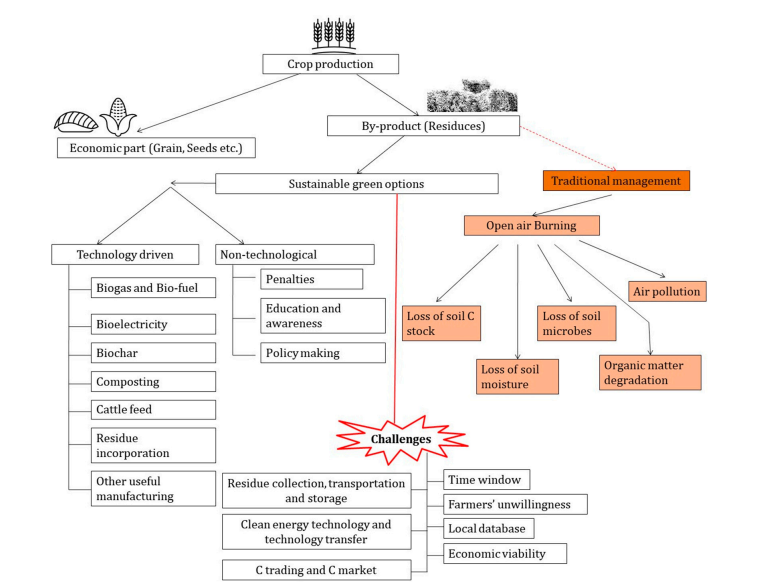 Crop production
Economic part (Grain, Seeds etc.)
By-product (Residuces)
Sustainable green options
Traditional management
Open air Burning
Technology driven
Non-technological
Biogas and Bio-fuel
Bioelectricity
Biochar
Composting
Cattle feed
Residue
incorporation
Other useful
manufacturing
Penalties
Education and
awareness
Policy making
Loss of soil C
stock
Loss of soil
moisture
Loss of soil
microbes
Organic matter
degradation
Air pollution
Challenges
Residue collection, transportation
and storage
Clean energy technology and
technology transfer
C trading and C market
Time window
Farmers' unwillingness
Local database
Economic viability